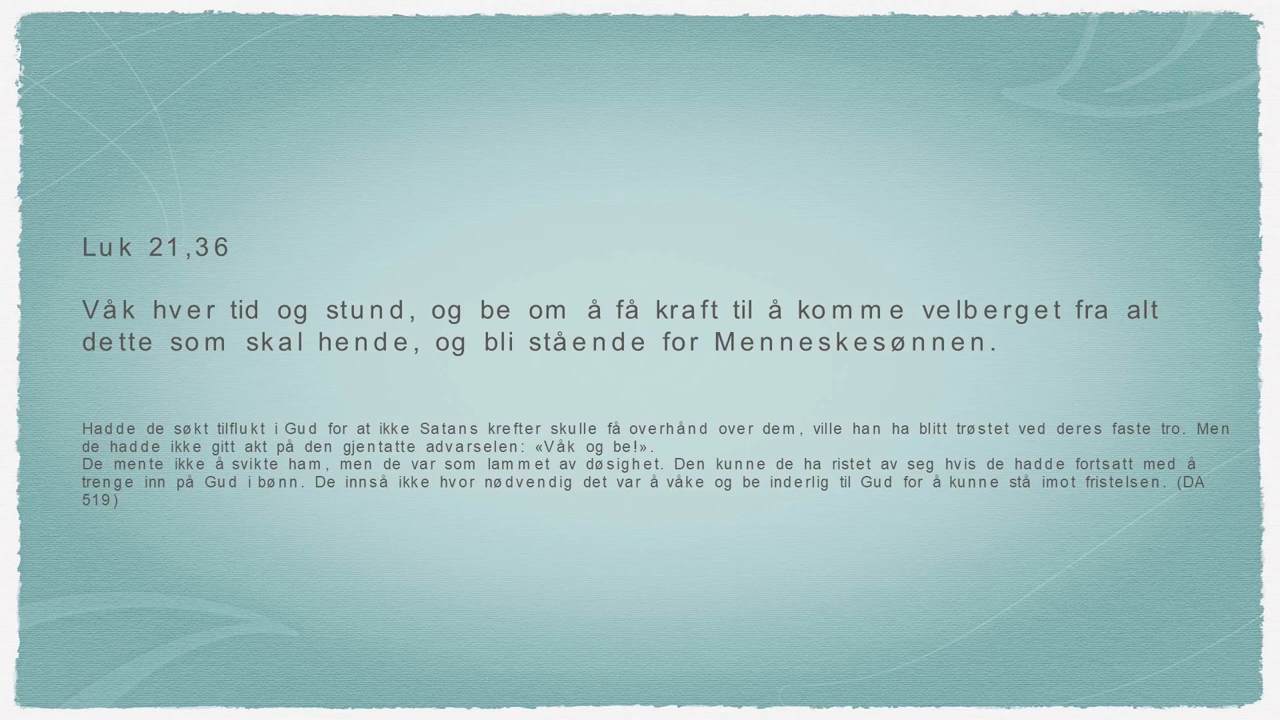 Luk 21,36
Våk hver tid og stund, og be om å få kraft til å komme velberget fra alt
dette som skal hende, og bli stående for Menneskesønnen.
Hadde de søkt tilflukt i Gud for at ikke Satans krefter skulle få overhånd over dem, ville han ha blitt trøstet ved deres faste tro. Men
de hadde ikke gitt akt på den gjentatte advarselen: «Våk og be!».
De mente ikke å svikte ham, men de var som lammet av døsighet. Den kunne de ha ristet av seg hvis de hadde fortsatt med å
trenge inn på Gud i bønn. De innså ikke hvor nødvendig det var å våke og be inderlig til Gud for å kunne stå imot fristelsen. (DA
519)